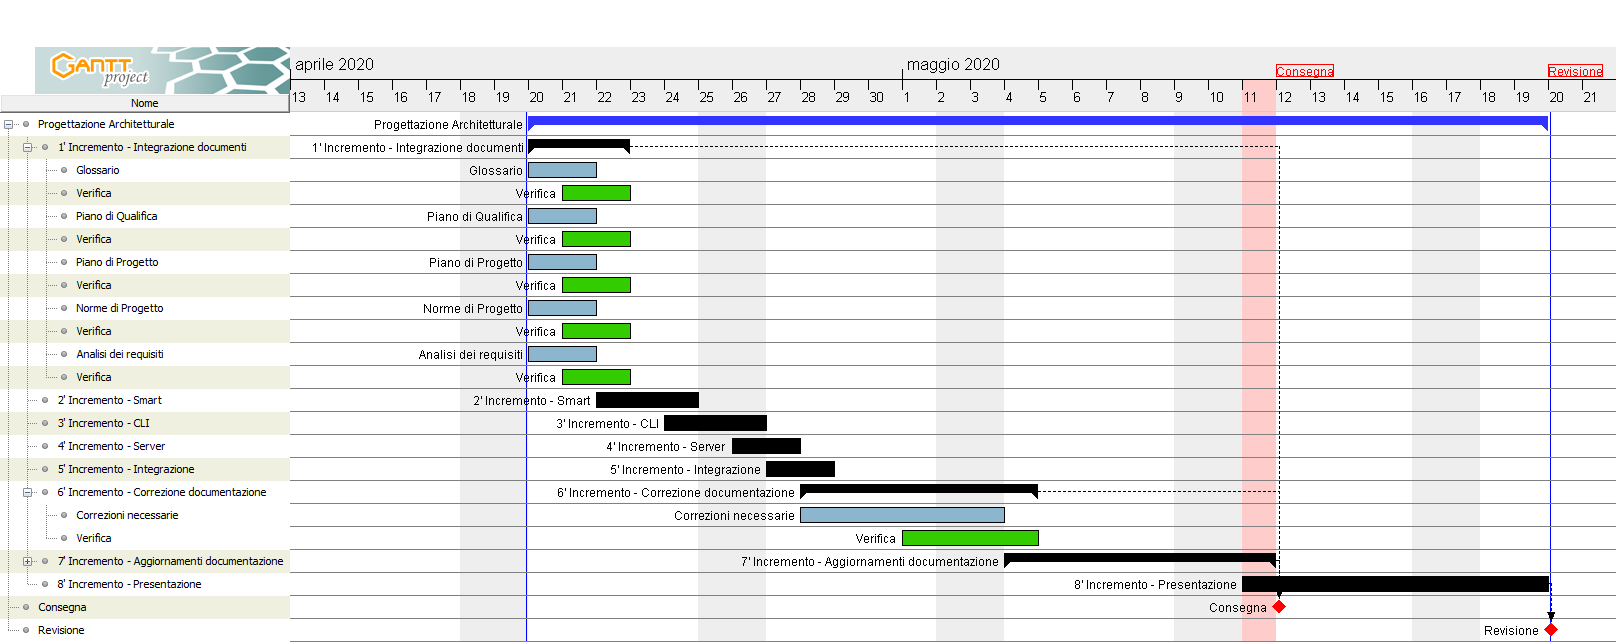 GANTT
project
aprile 2020
maggio 2020
Consegna
Revisione
13 14 15 16 17 18 19 20 21 22 23 24 25 26 27 28 29 30 1 2 3 4 5 6 7 8 9 10 11 12 13 14 15 16 17 18 19 20 21
Nome
Progettazione Architetturale Progettazione Architetturale
1' Incremento - Integrazione documenti 1' Incremento - Integrazione documenti
Glossario Glossario
Verifica Verifica
Piano di Qualifica Piano di Qualifica
Verifica Verifica
Piano di Progetto Piano di Progetto
Verifica Verifica
Norme di Progetto Norme di Progetto
Verifica Verifica
Analisi dei requisiti Analisi dei requisiti
Verifica Verifica
2' Incremento - Smart 2' Incremento - Smart
3' Incremento - CLI 3' Incremento - CLI
4' Incremento - Server 4' Incremento - Server
5' Incremento - Integrazione 5' Incremento - Integrazione
6' Incremento - Correzione documentazione 6' Incremento - Correzione documentazione
Correzioni necessarie Correzioni necessarie
Verifica Verifica
7' Incremento - Aggiornamenti documentazione 7' Incremento - Aggiornamenti documentazione
8' Incremento - Presentazione 8' Incremento - Presentazione
Consegna Consegna
Revisione Revisione